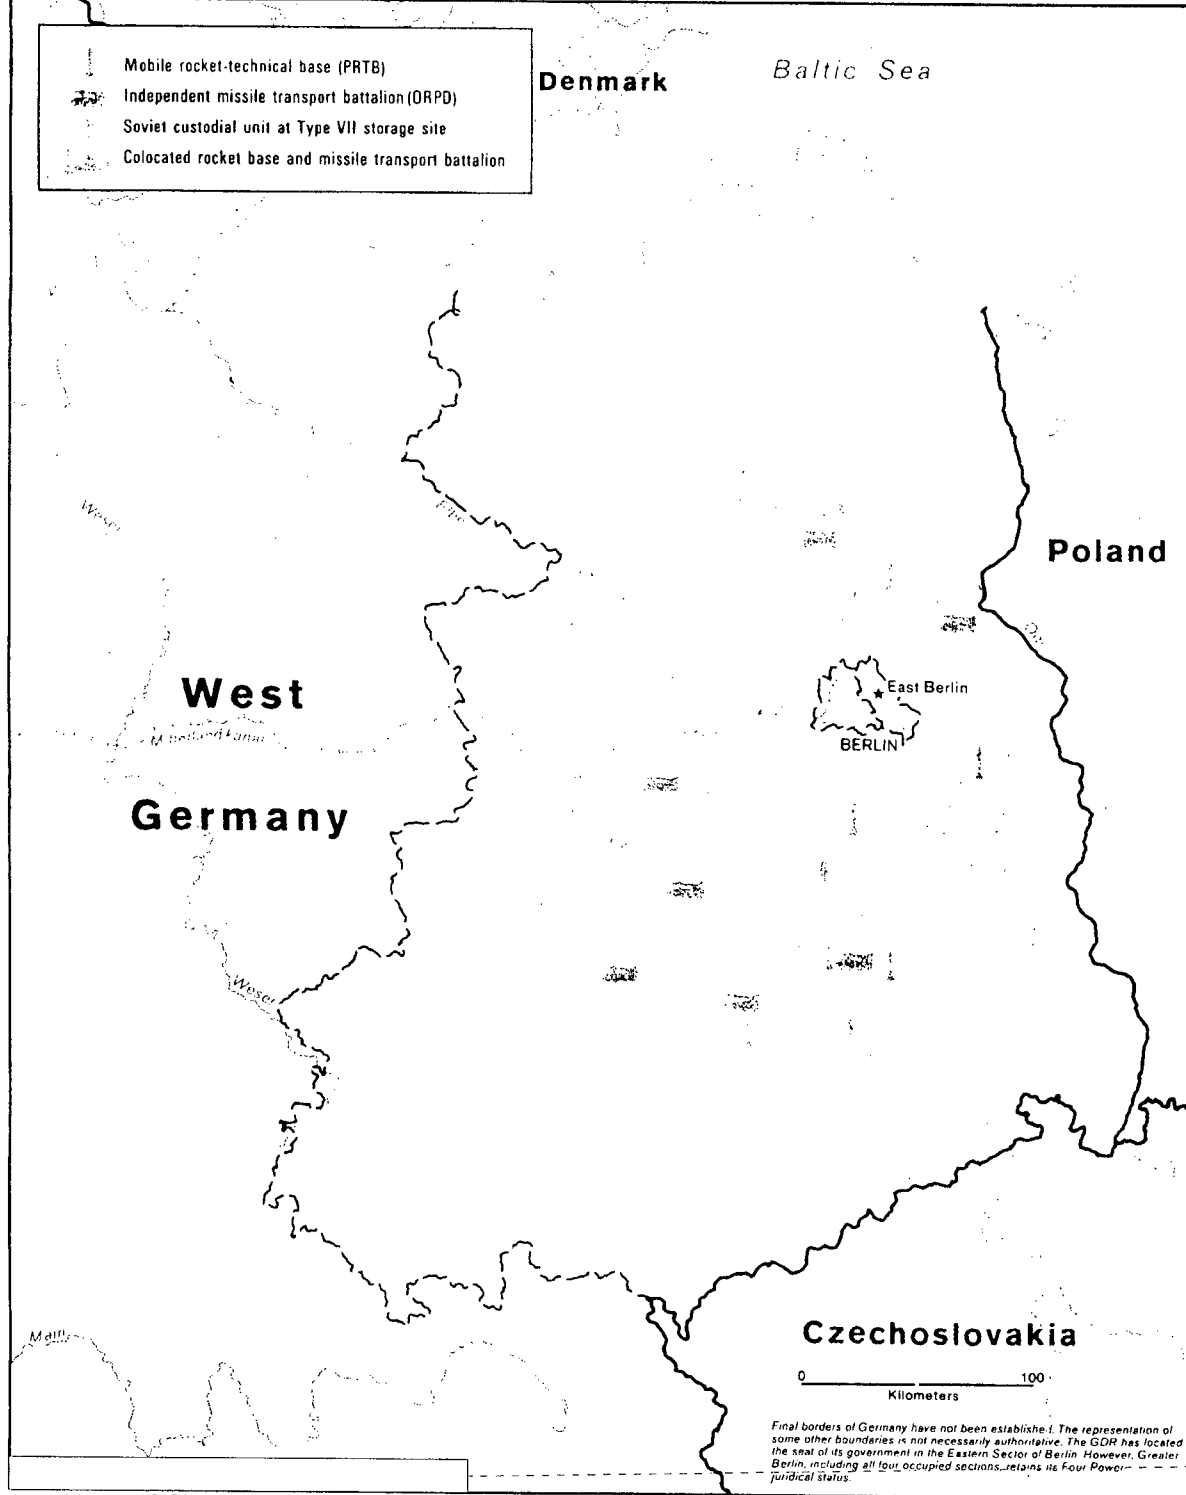 Mobile rocket-technical base (PRTB)
Independent missile transport battalion (ORPD)
Soviet custodial unit at Type VII storage site
Colocated rocket base and missile transport battalion
Denmark
Baltic Sea
Weser
Elbe
Poland
West
Germany
East Berlin
BERLIN
Weser
Main
Czechoslovakia
0 100
Kilometers
Final borders of Germany have not been established. The representation of
some other boundaries is not necessarily authoritative. The GDR has located
the seat of its government in the Eastern Sector of Berlin. However, Greater
Berlin, including all four occupied sections, retains its Four Power
juridical status.